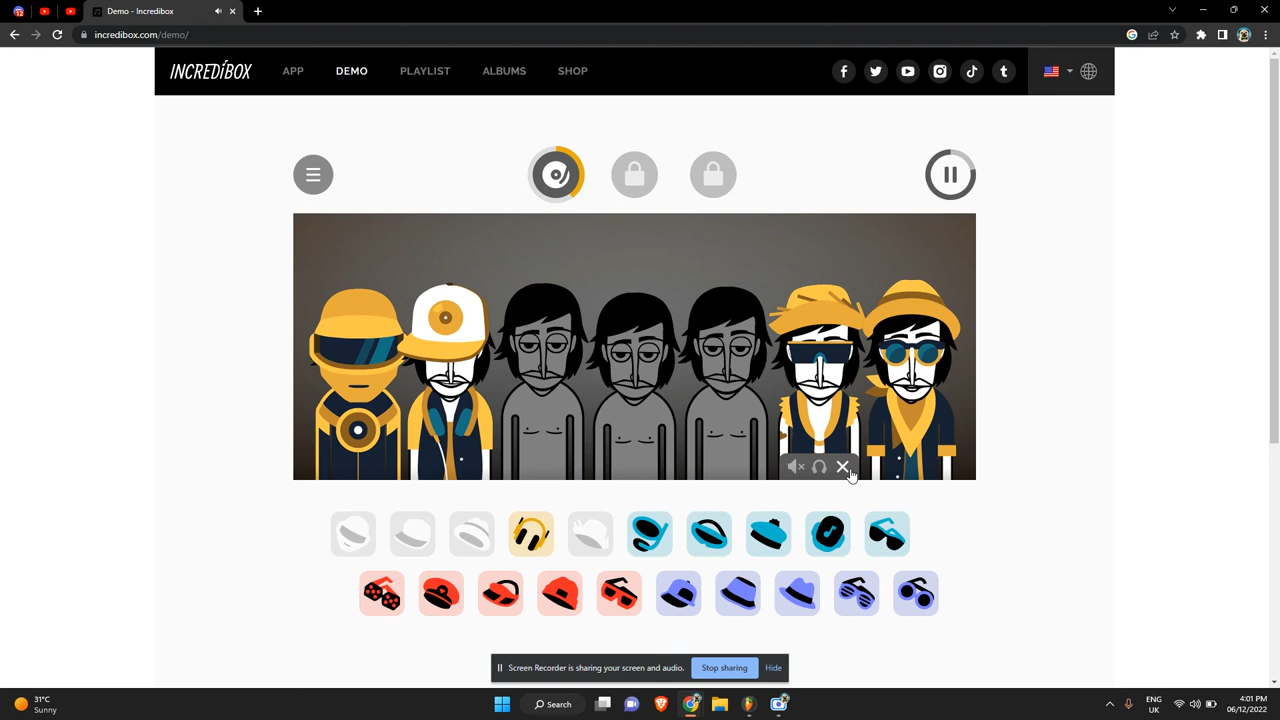 12
Demo - Incredibox
incredibox.com/demo/
INCREDIBOX
APP
DEMO
PLAYLIST
ALBUMS
SHOP
Screen Recorder is sharing your screen and audio.
Stop sharing
Hide
31°C
Sunny
Search
ENG
UK
4:01 PM
06/12/2022